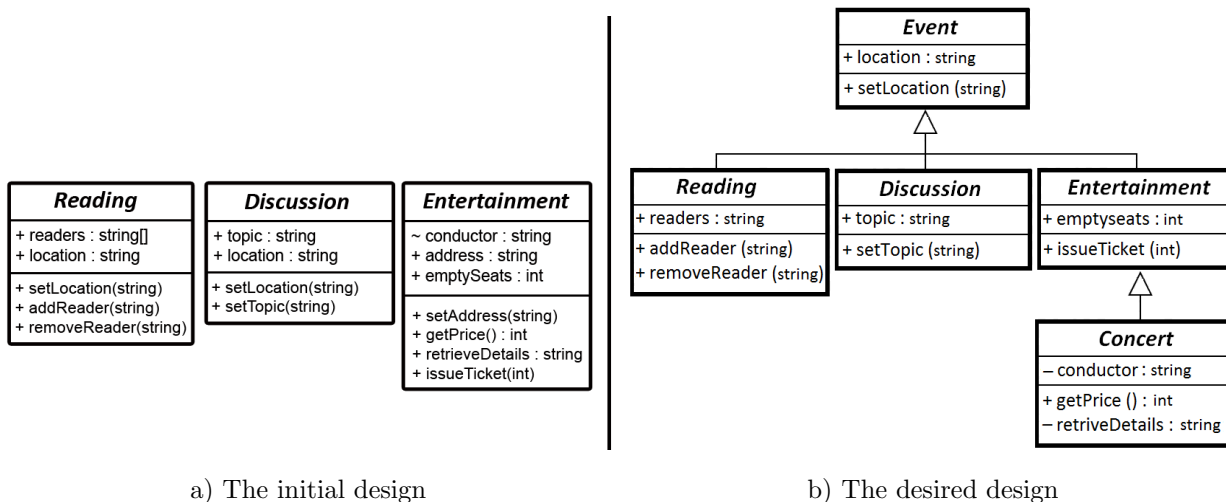 Reading
+ readers : string[]
+ location : string
+ setLocation(string)
+ addReader(string)
+ removeReader(string)
Discussion
+ topic : string
+ location : string
+ setLocation(string)
+ setTopic(string)
Entertainment
~ conductor : string
+ address : string
+ emptySeats : int
+ setAddress(string)
+ getPrice() : int
+ retrieveDetails : string
+ issueTicket(int)
a) The initial design
Event
+ location : string
+ setLocation (string)
Reading
+ readers : string
+ addReader (string)
+ removeReader (string)
Discussion
+ topic : string
+ setTopic (string)
Entertainment
+ emptyseats : int
+ issueTicket (int)
Concert
– conductor : string
+ getPrice () : int
– retriveDetails : string
b) The desired design